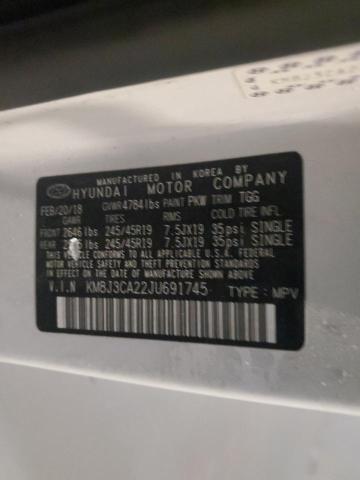 KM8J3CA2
MANUFACTURED IN KOREA BY
HYUNDAI MOTOR COMPANY
FEB/20/18 GVWR 4784lbs PAINT PKW TRIM TGG
GAWR TIRES RIMS COLD TIRE INFL.
FRONT 2646lbs 245/45R19 7.5JX19 35psi SINGLE
REAR lbs 245/45R19 7.5JX19 35psi SINGLE
THIS VEHICLE CONFORMS TO ALL APPLICABLE FEDERAL
MOTOR VEHICLE SAFETY AND THEFT PREVENTION STANDARDS
IN EFFECT ON THE DATE OF MANUFACTURE SHOWN ABOVE.
V.I.N KM8J3CA22JU691745 TYPE : MPV